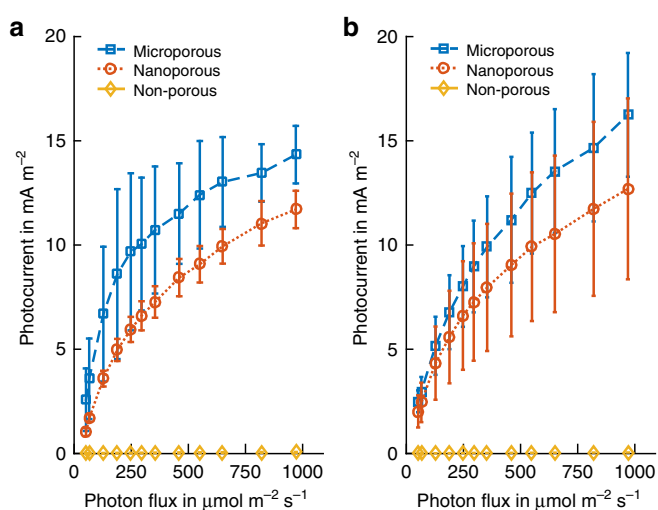 a
20
15
10
5
0
Photocurrent in mA m⁻²
Microporous
Nanoporous
Non-porous
0 250 500 750 1000
Photon flux in μmol m⁻² s⁻¹
b
20
15
10
5
0
Photocurrent in mA m⁻²
Microporous
Nanoporous
Non-porous
0 250 500 750 1000
Photon flux in μmol m⁻² s⁻¹